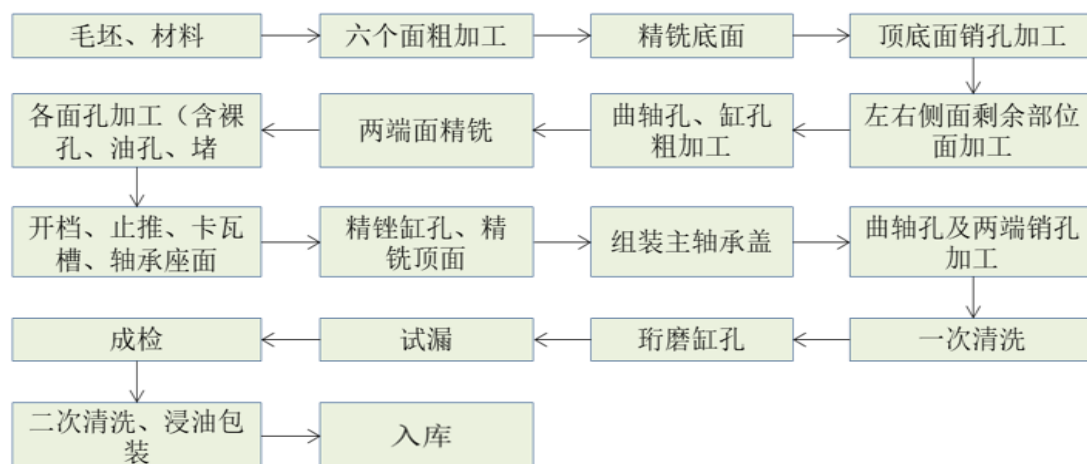 毛坯、材料
六个面粗加工
精铣底面
顶底面销孔加工
左右侧面剩余部位
面加工
曲轴孔、缸孔
粗加工
两端面精铣
各面孔加工（含裸
孔、油孔、堵
开档、止推、卡瓦
槽、轴承座面
精锉缸孔、精
铣顶面
组装主轴承盖
曲轴孔及两端销孔
加工
一次清洗
珩磨缸孔
试漏
成检
二次清洗、浸油包
装
入库